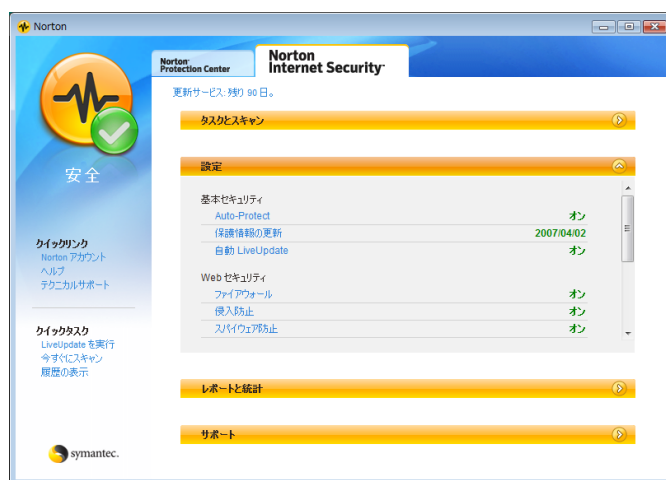 Norton
Norton
Protection Center
Norton
Internet Security
更新サービス: 残り 90 日。
タスクとスキャン
設定
安全
基本セキュリティ
Auto-Protect オン
保護情報の更新 2007/04/02
自動 LiveUpdate オン
Web セキュリティ
ファイアウォール オン
侵入防止 オン
スパイウェア防止 オン
クイックリンク
Norton アカウント
ヘルプ
テクニカルサポート
クイックタスク
LiveUpdate を実行
今すぐにスキャン
履歴の表示
レポートと統計
サポート
symantec.